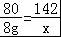 80/8g = 142/x